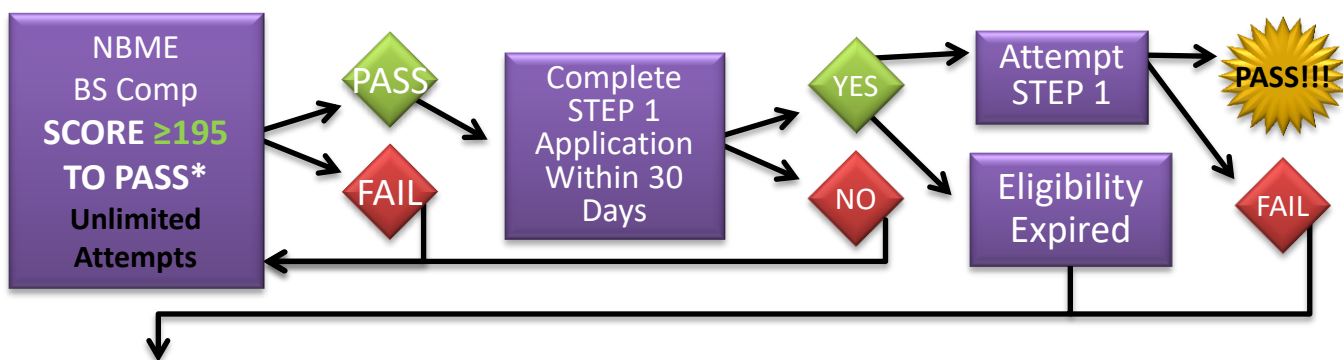 NBME
BS Comp
SCORE ≥195
TO PASS*
Unlimited
Attempts
PASS
FAIL
Complete
STEP 1
Application
Within 30
Days
YES
NO
Attempt
STEP 1
Eligibility
Expired
PASS!!!
FAIL